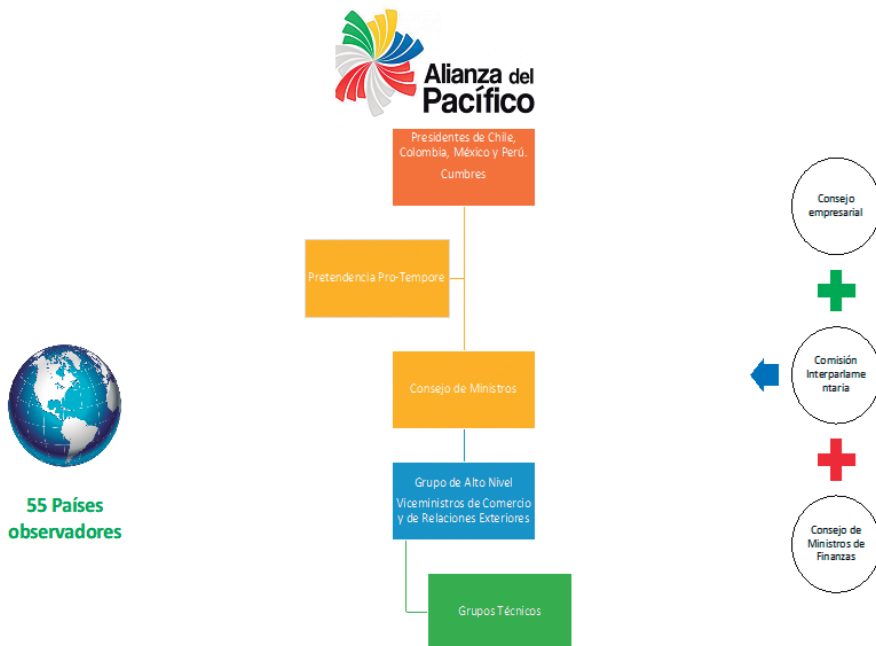 Alianza del
Pacífico
Presidentes de Chile,
Colombia, México y Perú.
Cumbres
Pretendencia Pro-Tempore
Consejo de Ministros
Grupo de Alto Nivel
Viceministros de Comercio
y de Relaciones Exteriores
Grupos Técnicos
55 Países
observadores
Consejo
empresarial
Comisión
Interparlame
ntaria
Consejo de
Ministros de
Finanzas